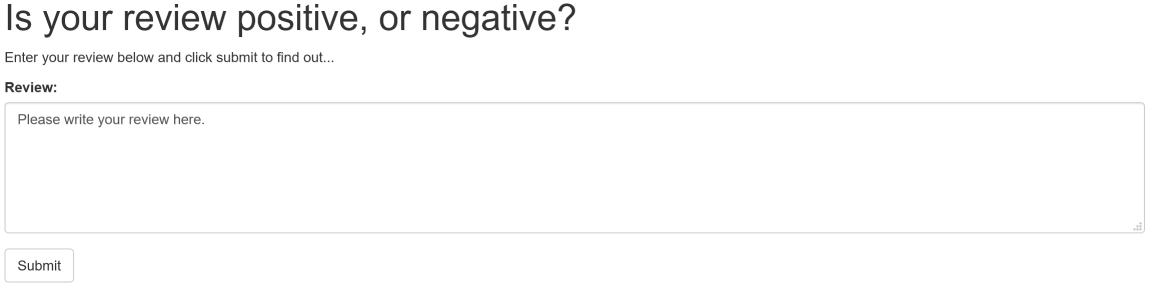 Is your review positive, or negative?
Enter your review below and click submit to find out...
Review:
Please write your review here.
Submit